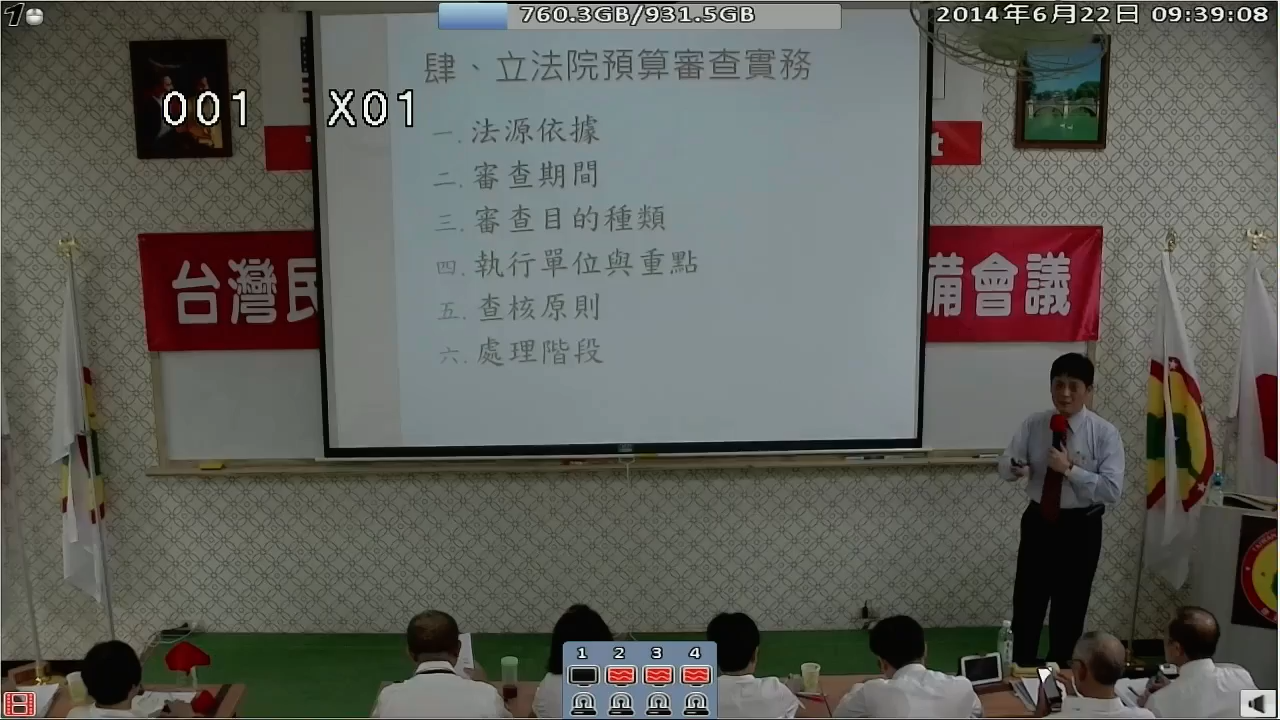 1
760.3GB/931.5GB
2014年6月22日 09:39:08
001 X01
肆、立法院預算審查實務
一.法源依據
二.審查期間
三.審查目的種類
四.執行單位與重點
五.查核原則
六.處理階段
t
台灣民
備會議
1 2 3 4